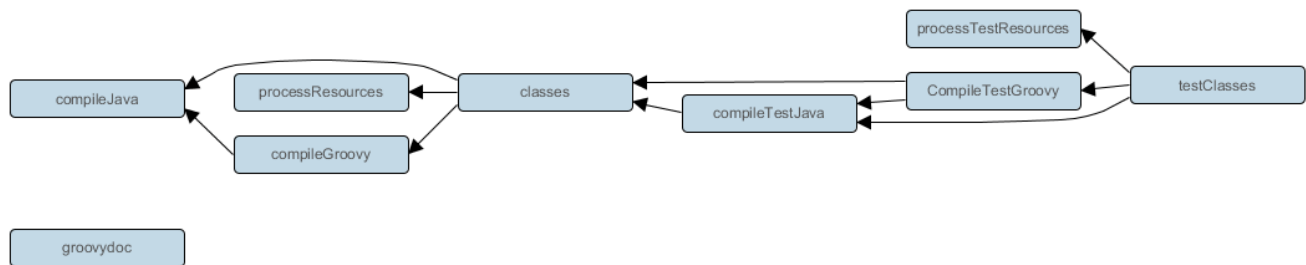 processTestResources
compileJava
processResources
classes
CompileTestGroovy
testClasses
compileTestJava
compileGroovy
groovydoc